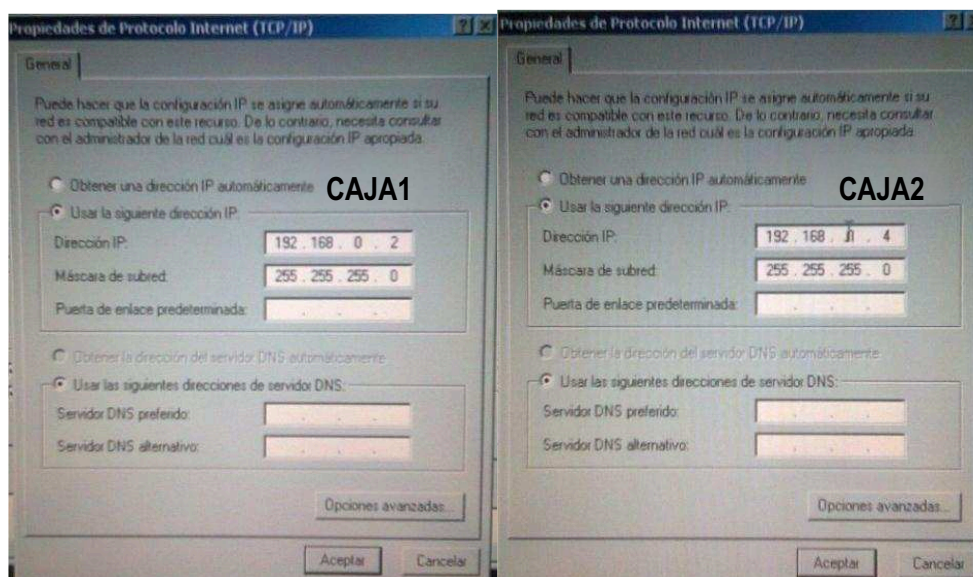 Propiedades de Protocolo Internet (TCP/IP)
General
Puede hacer que la configuración IP se asigne automáticamente si su
red es compatible con este recurso. De lo contrario, necesita consultar
con el administrador de la red cuál es la configuración IP apropiada.
Obtener una dirección IP automáticamente
CAJA1
Usar la siguiente dirección IP:
Dirección IP: 192 . 168 . 0 . 2
Máscara de subred: 255 . 255 . 255 . 0
Puerta de enlace predeterminada: . . .
Obtener la dirección del servidor DNS automáticamente
Usar las siguientes direcciones de servidor DNS:
Servidor DNS preferido: . . .
Servidor DNS alternativo: . . .
Opciones avanzadas...
Aceptar Cancelar
Propiedades de Protocolo Internet (TCP/IP)
General
Puede hacer que la configuración IP se asigne automáticamente si su
red es compatible con este recurso. De lo contrario, necesita consultar
con el administrador de la red cuál es la configuración IP apropiada.
Obtener una dirección IP automáticamente
CAJA2
Usar la siguiente dirección IP:
Dirección IP: 192 . 168 . . 4
Máscara de subred: 255 . 255 . 255 . 0
Puerta de enlace predeterminada: . . .
Obtener la dirección del servidor DNS automáticamente
Usar las siguientes direcciones de servidor DNS:
Servidor DNS preferido: . . .
Servidor DNS alternativo: . . .
Opciones avanzadas...
Aceptar Cancelar